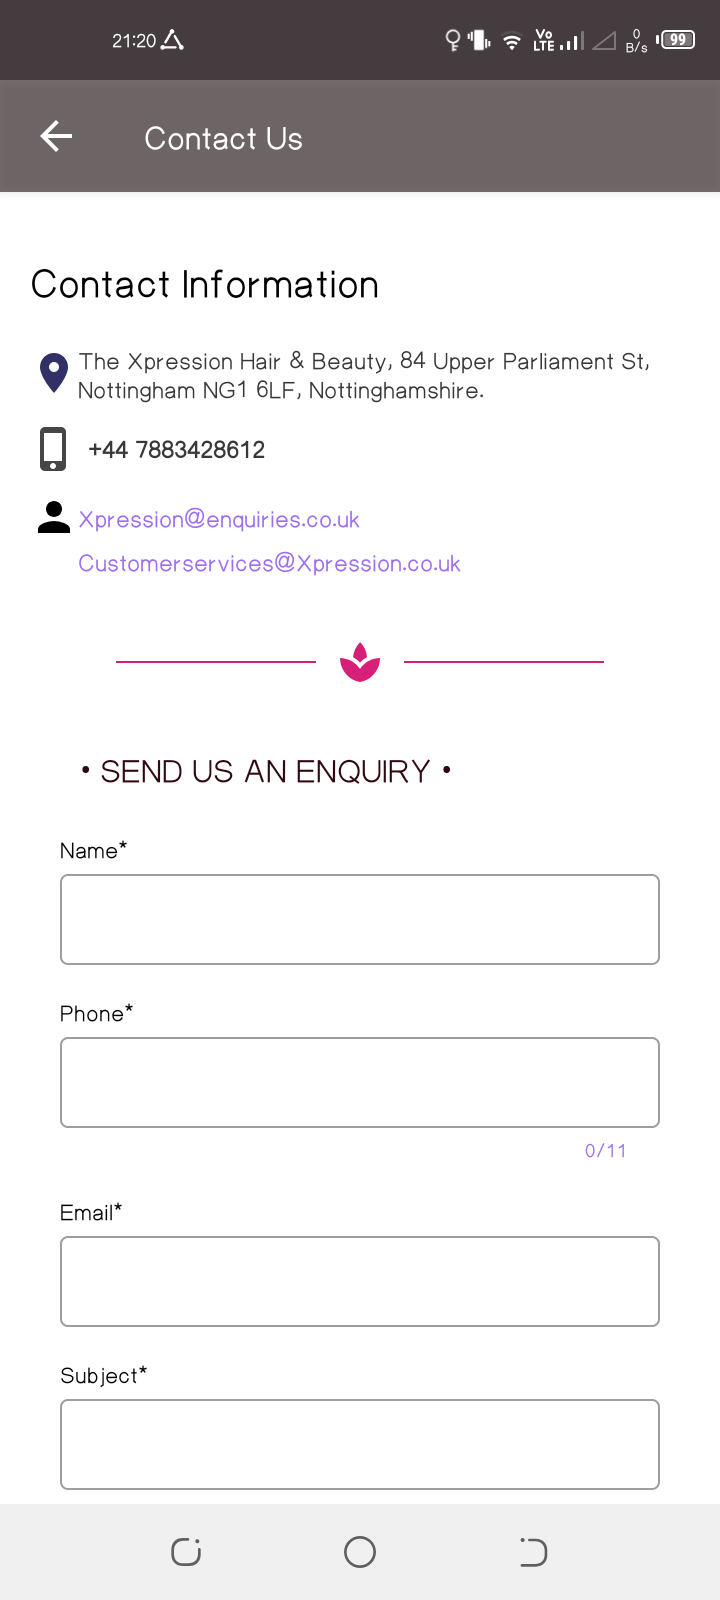 21:20
Vo LTE
0 B/s
99
Contact Us
Contact Information
The Xpression Hair & Beauty, 84 Upper Parliament St,
Nottingham NG1 6LF, Nottinghamshire.
+44 7883428612
Xpression@enquiries.co.uk
Customerservices@Xpression.co.uk
• SEND US AN ENQUIRY •
Name*
Phone*
0/11
Email*
Subject*